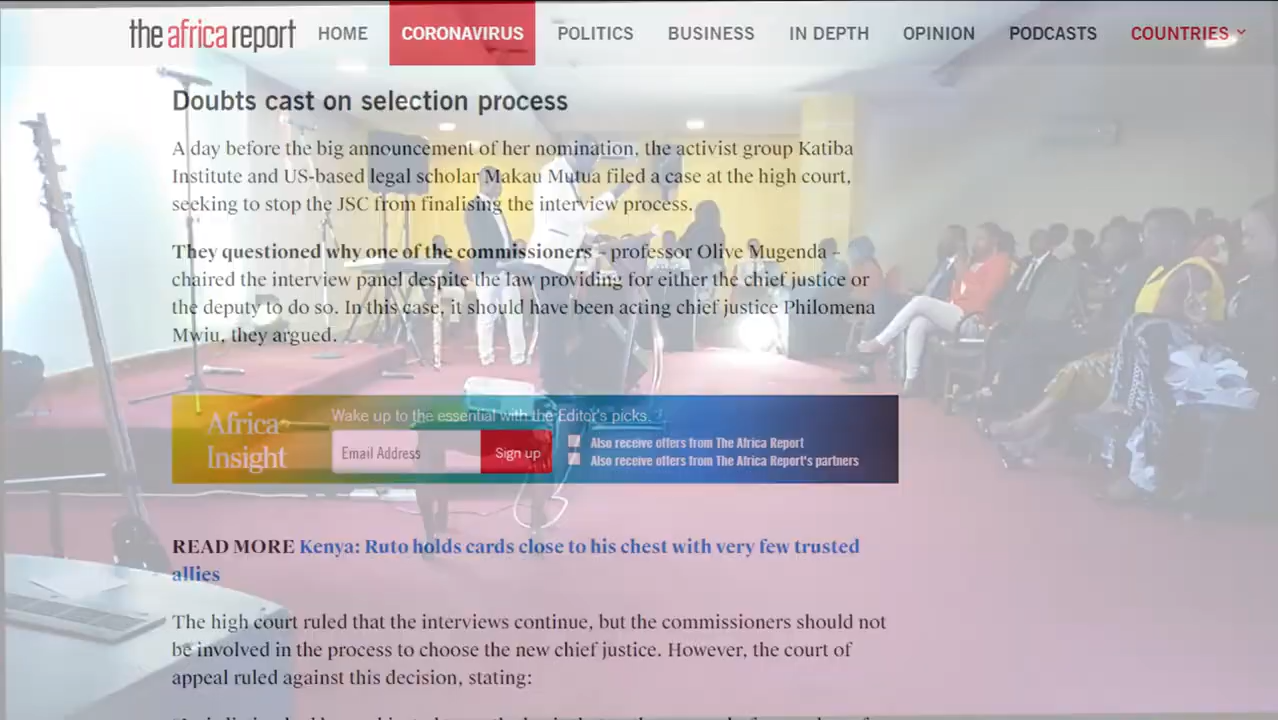 the africa report HOME CORONAVIRUS POLITICS BUSINESS IN DEPTH OPINION PODCASTS COUNTRIES
Doubts cast on selection process
A day before the big announcement of her nomination, the activist group Katiba
Institute and US-based legal scholar Makau Mutua filed a case at the high court,
seeking to stop the JSC from finalising the interview process.
They questioned why one of the commissioners – professor Olive Mugenda –
chaired the interview panel despite the law providing for either the chief justice or
the deputy to do so. In this case, it should have been acting chief justice Philomena
Mwiu, they argued.
Africa
Insight
Wake up to the essential with the Editor's picks.
Email Address Sign up
Also receive offers from The Africa Report
Also receive offers from The Africa Report's partners
READ MORE Kenya: Ruto holds cards close to his chest with very few trusted
allies
The high court ruled that the interviews continue, but the commissioners should not
be involved in the process to choose the new chief justice. However, the court of
appeal ruled against this decision, stating: